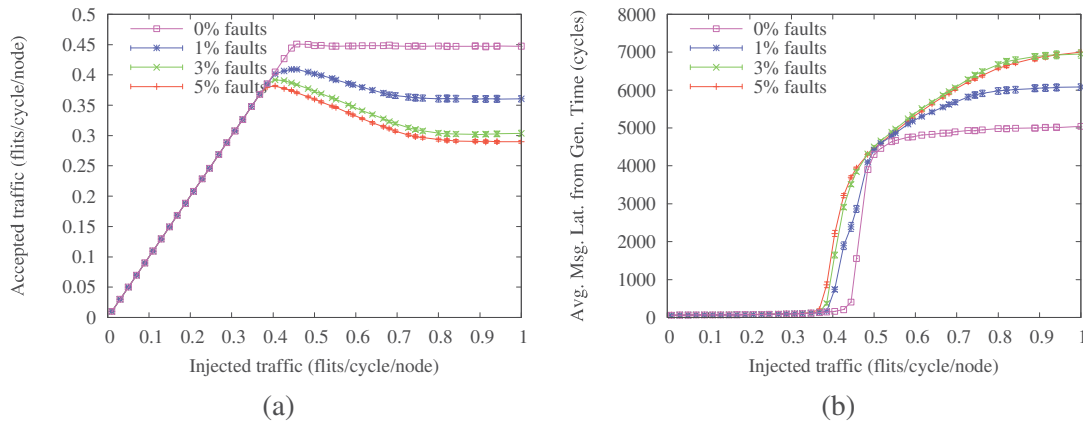 0.5
0.45
0.4
0.35
0.3
0.25
0.2
0.15
0.1
0.05
0
Accepted traffic (flits/cycle/node)
0% faults
1% faults
3% faults
5% faults
0 0.1 0.2 0.3 0.4 0.5 0.6 0.7 0.8 0.9 1
Injected traffic (flits/cycle/node)
(a)
8000
7000
6000
5000
4000
3000
2000
1000
0
Avg. Msg. Lat. from Gen. Time (cycles)
0% faults
1% faults
3% faults
5% faults
0 0.1 0.2 0.3 0.4 0.5 0.6 0.7 0.8 0.9 1
Injected traffic (flits/cycle/node)
(b)